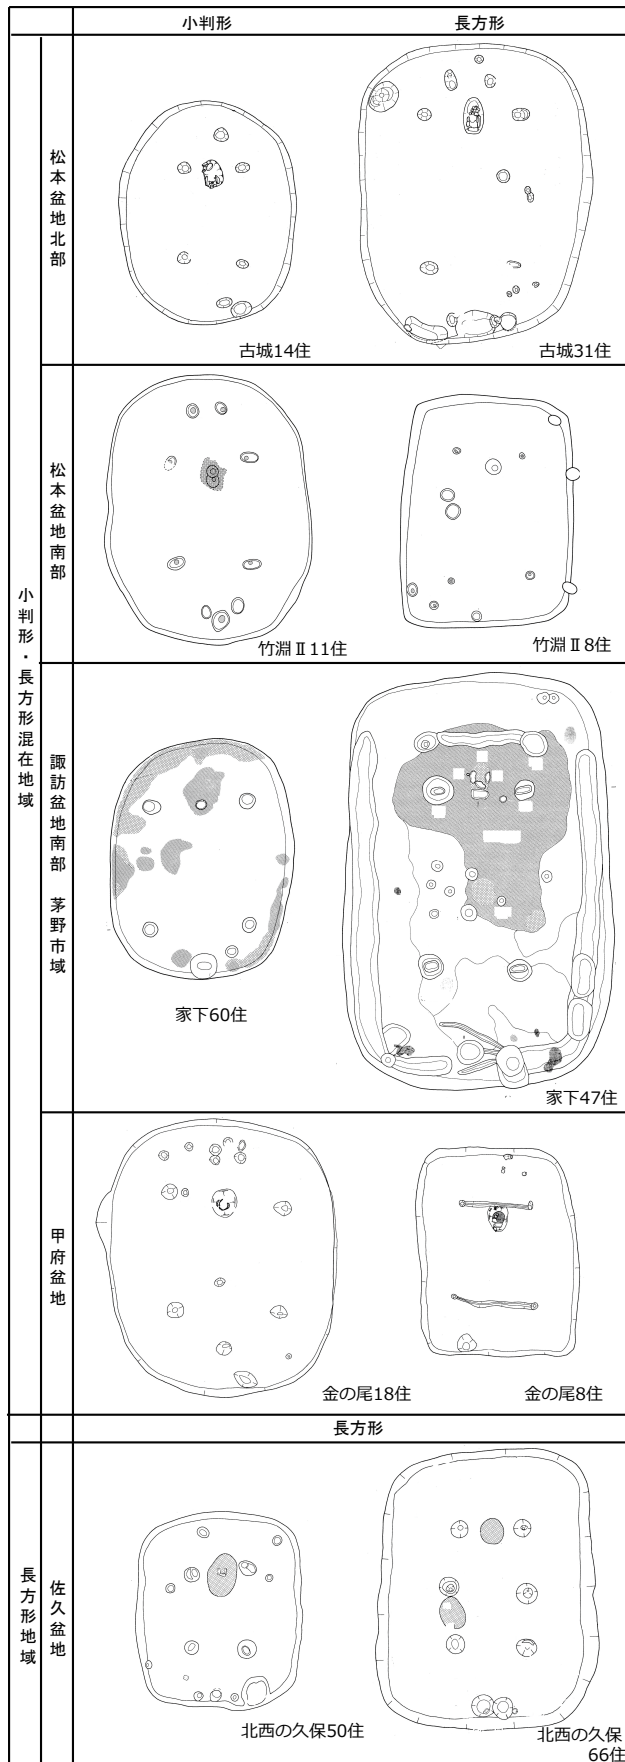 小判形
長方形
小判形・長方形混在地域
松本盆地北部
古城14住
古城31住
松本盆地南部
竹淵Ⅱ11住
竹淵Ⅱ8住
諏訪盆地南部 茅野市域
家下60住
家下47住
甲府盆地
金の尾18住
金の尾8住
長方形
長方形地域
佐久盆地
北西の久保50住
北西の久保
66住